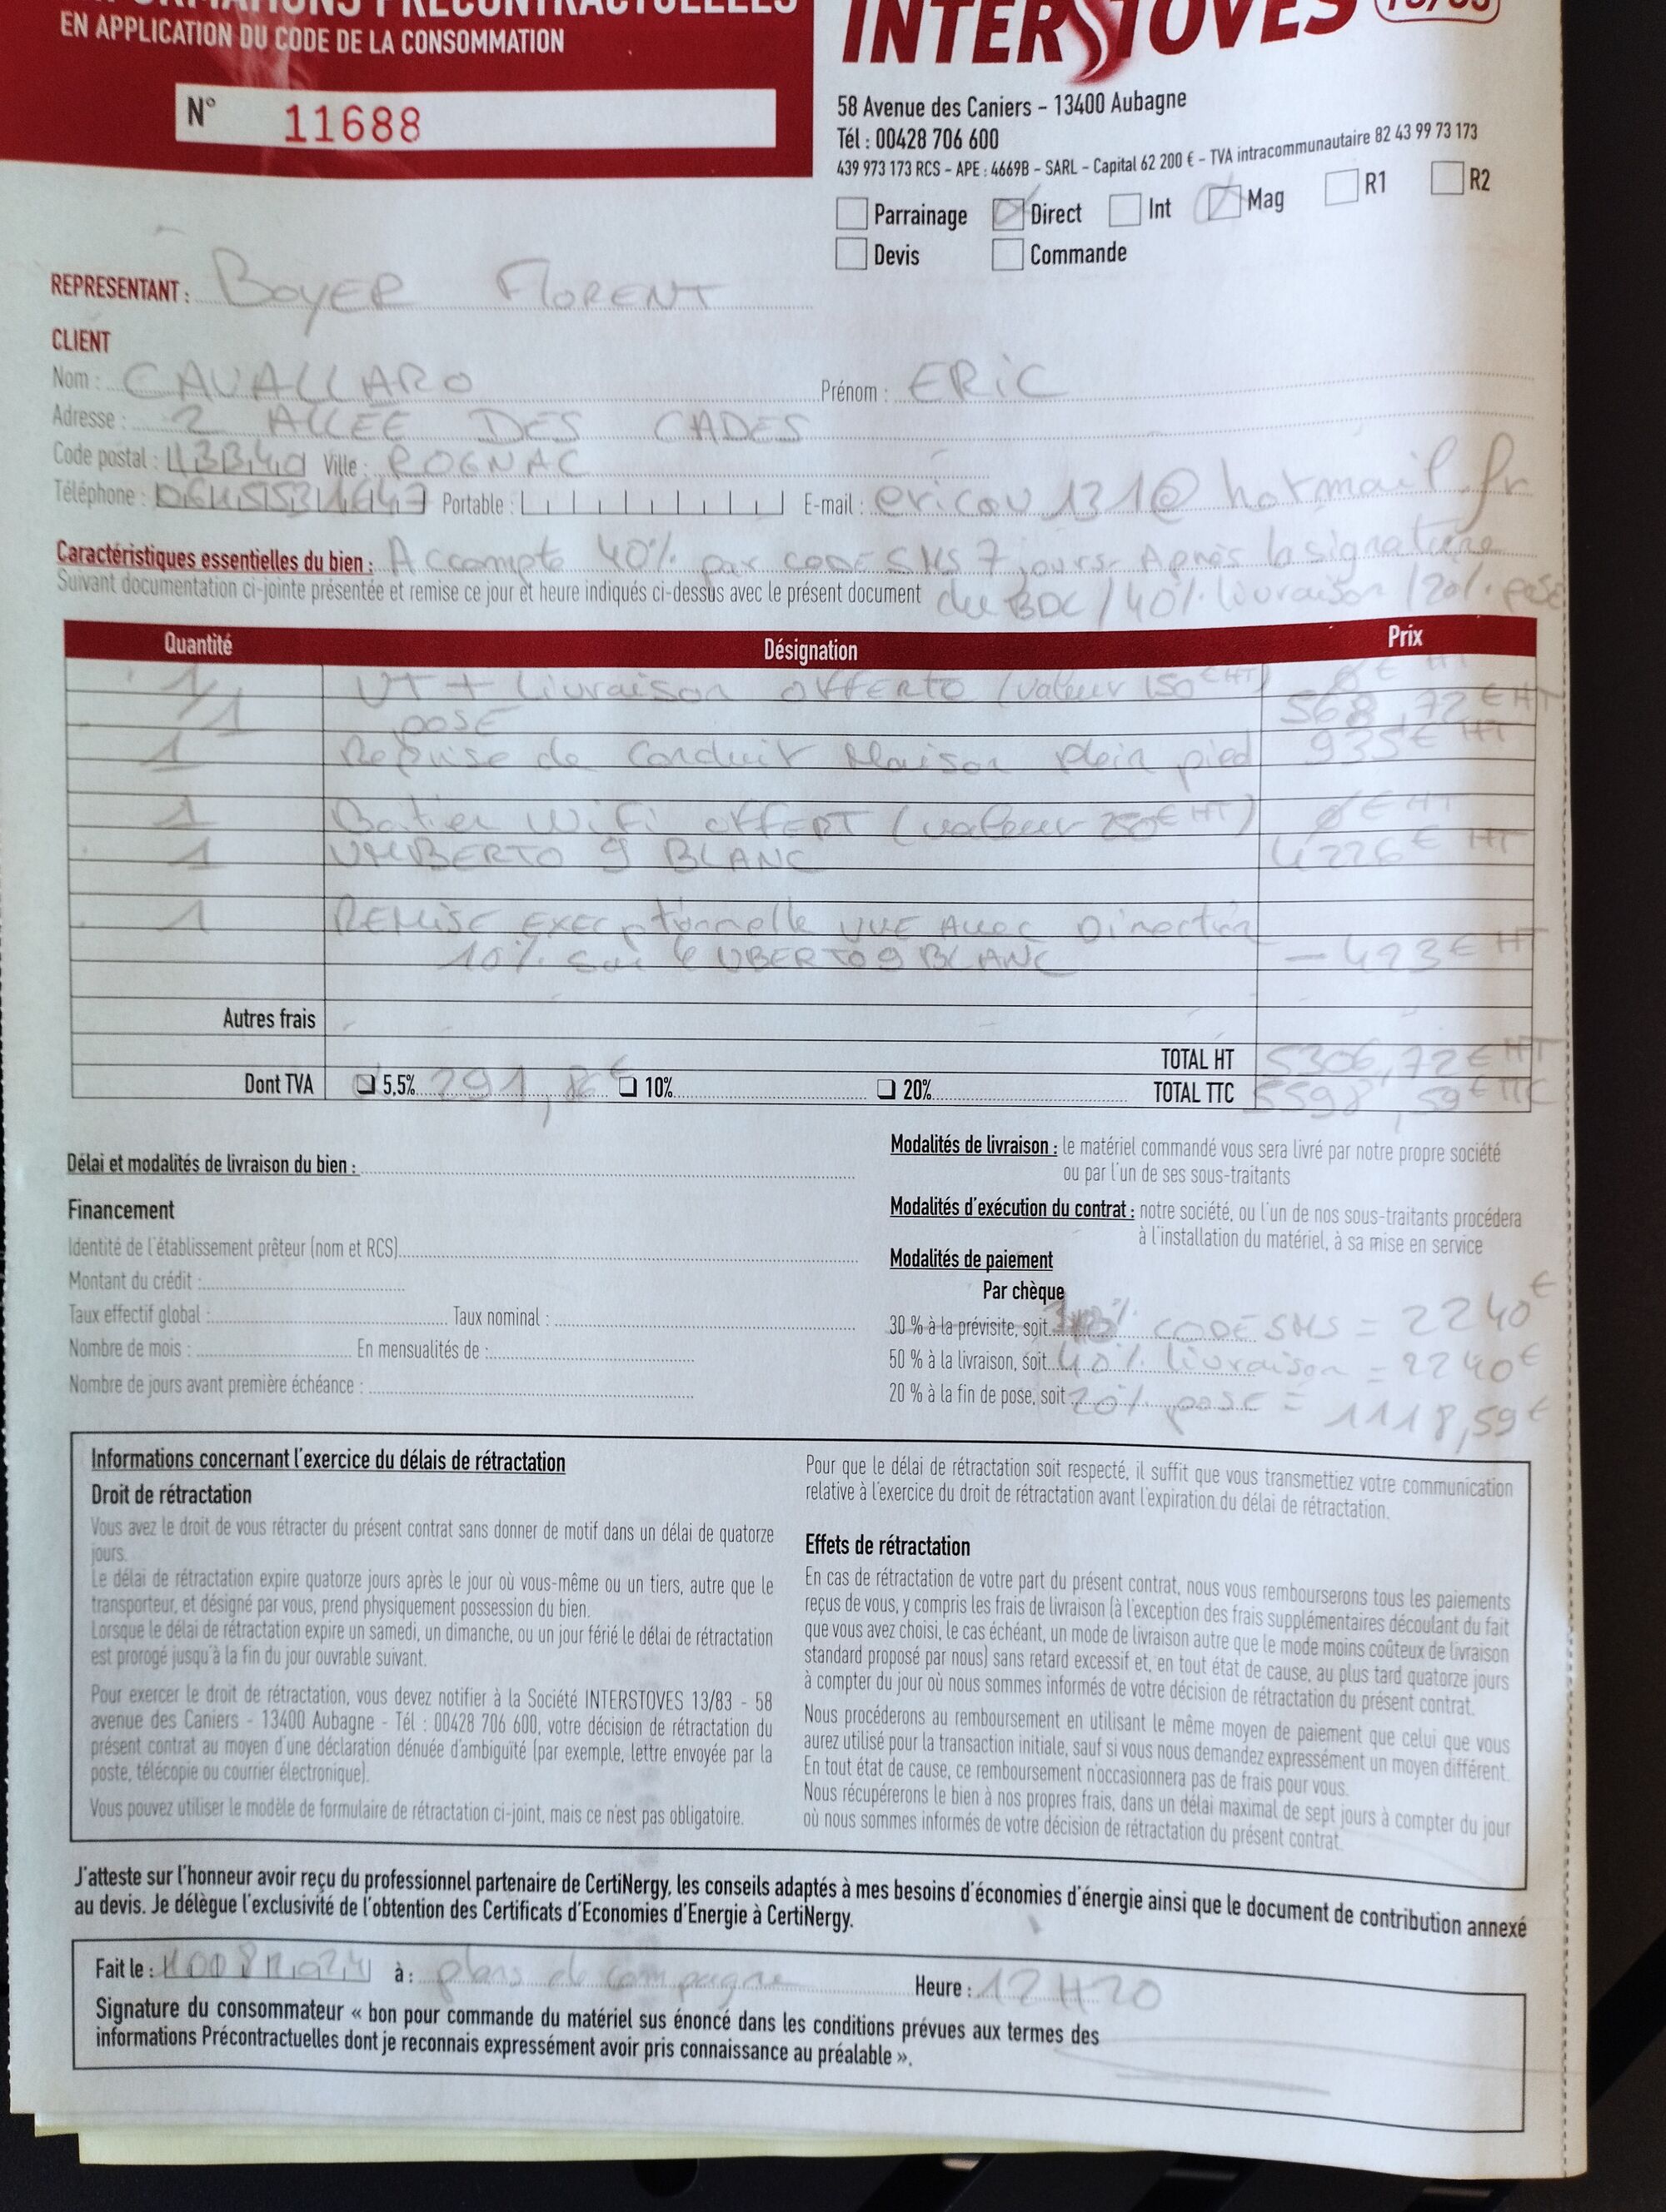 INFORMATIONS PRÉCONTRACTUELLES
EN APPLICATION DU CODE DE LA CONSOMMATION
N° 11688
INTERSTOVES 13/83
58 Avenue des Caniers – 13400 Aubagne
Tél : 00428 706 600
439 973 173 RCS – APE : 4669B – SARL – Capital 62 200 € – TVA intracommunautaire 82 43 99 73 173
Parrainage Direct Int Mag R1 R2
Devis Commande
REPRESENTANT : BOYER FLORENT
CLIENT
Nom : CAVALLARO Prénom : ERIC
Adresse : 2 ALLÉE DES CADES
Code postal : 13340 Ville : ROGNAC
Téléphone : Portable : E-mail : ericou131@hotmail.fr
Caractéristiques essentielles du bien : Accompte 40% par CODE SMS 7 jours Après la signature
Suivant documentation ci-jointe présentée et remise ce jour et heure indiqués ci-dessus avec le présent document du BDC / 40% livraison / 20% pose
Quantité Désignation Prix
1 VT + Livraison OFFERTE (valeur 150€ HT) 0€ HT
1 POSE 568,72€ HT
1 Reprise de Conduit Maison plein pied 935€ HT
1 Boitier WiFi OFFERT (valeur 250€ HT) 0€ HT
1 UMBERTO 9 BLANC 4226€ HT
1 REMISE EXECptionnelle VUE AVEC Direction
10% sur le UBERTO 9 BLANC – 423€ HT
Autres frais
TOTAL HT 5306,72€ HT
Dont TVA 5,5% 291,8 € 10% 20% TOTAL TTC 5598,59€ TTC
Délai et modalités de livraison du bien :
Modalités de livraison : le matériel commandé vous sera livré par notre propre société
ou par l'un de ses sous-traitants
Financement
Identité de l'établissement prêteur (nom et RCS)
Montant du crédit :
Taux effectif global : Taux nominal :
Nombre de mois : En mensualités de :
Nombre de jours avant première échéance :
Modalités d'exécution du contrat : notre société, ou l'un de nos sous-traitants procédera
à l'installation du matériel, à sa mise en service
Modalités de paiement
Par chèque
30 % à la prévisite, soit % CODE SMS = 2240€
50 % à la livraison, soit 40% livraison = 2240€
20 % à la fin de pose, soit : 20% pose = 1118,59€
Informations concernant l'exercice du délais de rétractation
Droit de rétractation
Vous avez le droit de vous rétracter du présent contrat sans donner de motif dans un délai de quatorze
jours.
Le délai de rétractation expire quatorze jours après le jour où vous-même ou un tiers, autre que le
transporteur, et désigné par vous, prend physiquement possession du bien.
Lorsque le délai de rétractation expire un samedi, un dimanche, ou un jour férié le délai de rétractation
est prorogé jusqu'à la fin du jour ouvrable suivant.
Pour exercer le droit de rétractation, vous devez notifier à la Société INTERSTOVES 13/83 - 58
avenue des Caniers - 13400 Aubagne - Tél : 00428 706 600, votre décision de rétractation du
présent contrat au moyen d'une déclaration dénuée d'ambiguïté (par exemple, lettre envoyée par la
poste, télécopie ou courrier électronique).
Vous pouvez utiliser le modèle de formulaire de rétractation ci-joint, mais ce n'est pas obligatoire.
Pour que le délai de rétractation soit respecté, il suffit que vous transmettiez votre communication
relative à l'exercice du droit de rétractation avant l'expiration du délai de rétractation.
Effets de rétractation
En cas de rétractation de votre part du présent contrat, nous vous rembourserons tous les paiements
reçus de vous, y compris les frais de livraison (à l'exception des frais supplémentaires découlant du fait
que vous avez choisi, le cas échéant, un mode de livraison autre que le mode moins coûteux de livraison
standard proposé par nous) sans retard excessif et, en tout état de cause, au plus tard quatorze jours
à compter du jour où nous sommes informés de votre décision de rétractation du présent contrat.
Nous procéderons au remboursement en utilisant le même moyen de paiement que celui que vous
aurez utilisé pour la transaction initiale, sauf si vous nous demandez expressément un moyen différent.
En tout état de cause, ce remboursement n'occasionnera pas de frais pour vous.
Nous récupérerons le bien à nos propres frais, dans un délai maximal de sept jours à compter du jour
où nous sommes informés de votre décision de rétractation du présent contrat.
J'atteste sur l'honneur avoir reçu du professionnel partenaire de CertiNergy, les conseils adaptés à mes besoins d'économies d'énergie ainsi que le document de contribution annexé
au devis. Je délègue l'exclusivité de l'obtention des Certificats d'Economies d'Energie à CertiNergy.
Fait le : à : plans de campagne Heure : 12H20
Signature du consommateur « bon pour commande du matériel sus énoncé dans les conditions prévues aux termes des
informations Précontractuelles dont je reconnais expressément avoir pris connaissance au préalable ».